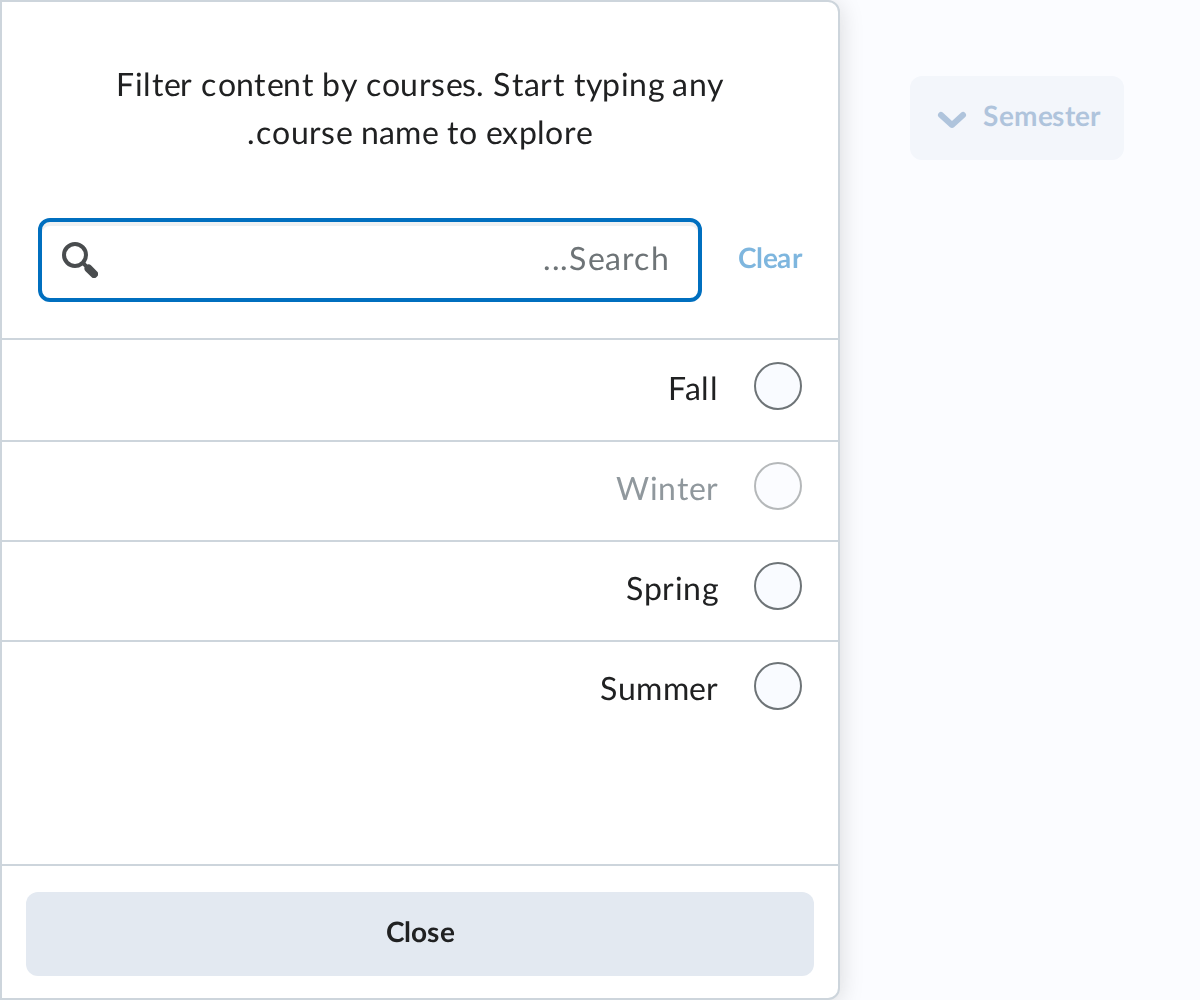 Filter content by courses. Start typing any
.course name to explore
Semester
...Search
Clear
Fall
Winter
Spring
Summer
Close